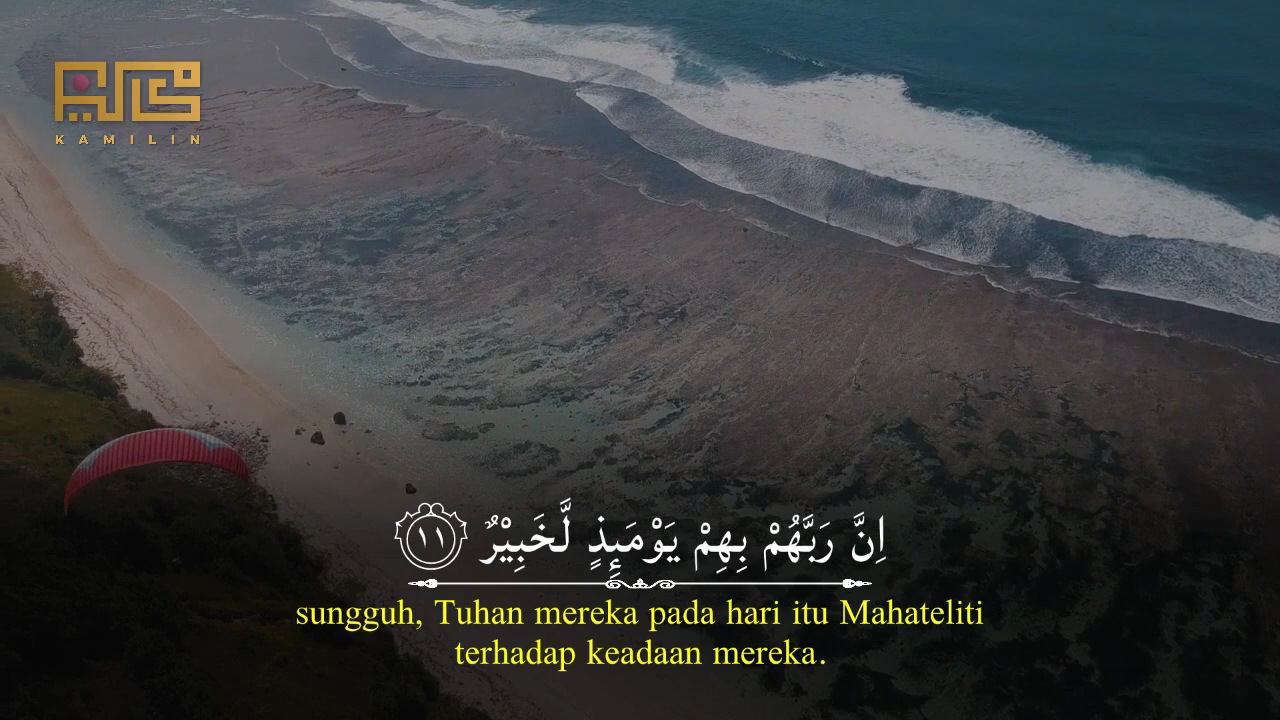 KAMILIN
اِنَّ رَبَّهُمْ بِهِمْ يَوْمَىِٕذٍ لَّخَبِيْرٌ ١١
sungguh, Tuhan mereka pada hari itu Mahateliti
terhadap keadaan mereka.